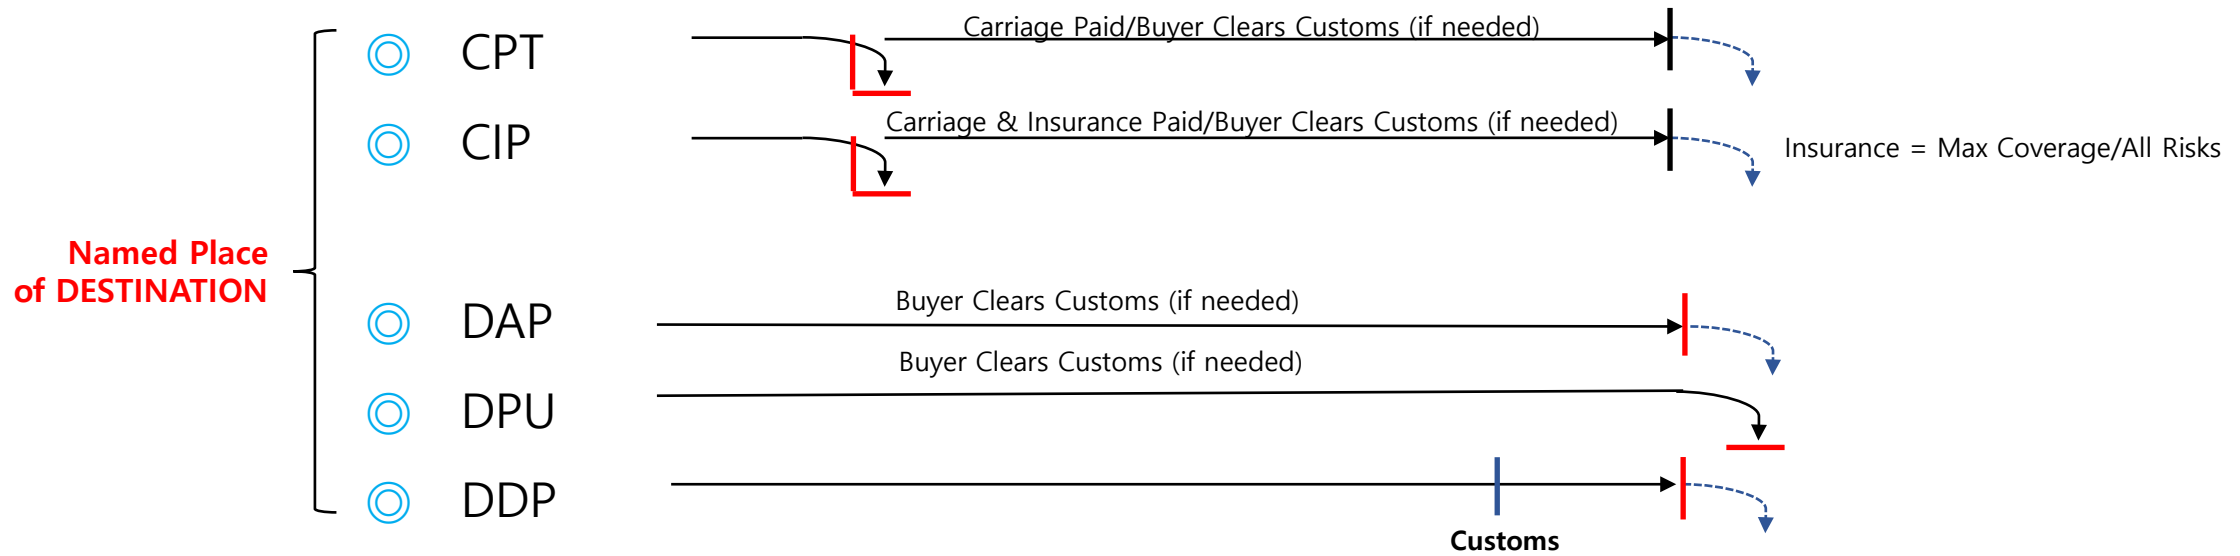 CPT
Carriage Paid/Buyer Clears Customs (if needed)
CIP
Carriage & Insurance Paid/Buyer Clears Customs (if needed)
Insurance = Max Coverage/All Risks
Named Place
of DESTINATION
DAP
Buyer Clears Customs (if needed)
DPU
Buyer Clears Customs (if needed)
DDP
Customs